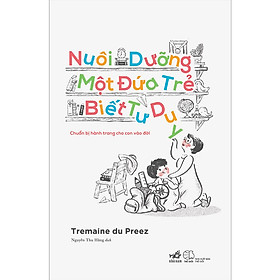 Nuôi Dưỡng
Một Đứa Trẻ
Biết Tư Duy
Chuẩn bị hành trang cho con vào đời
Tremaine du Preez
Nguyễn Thu Hằng dịch